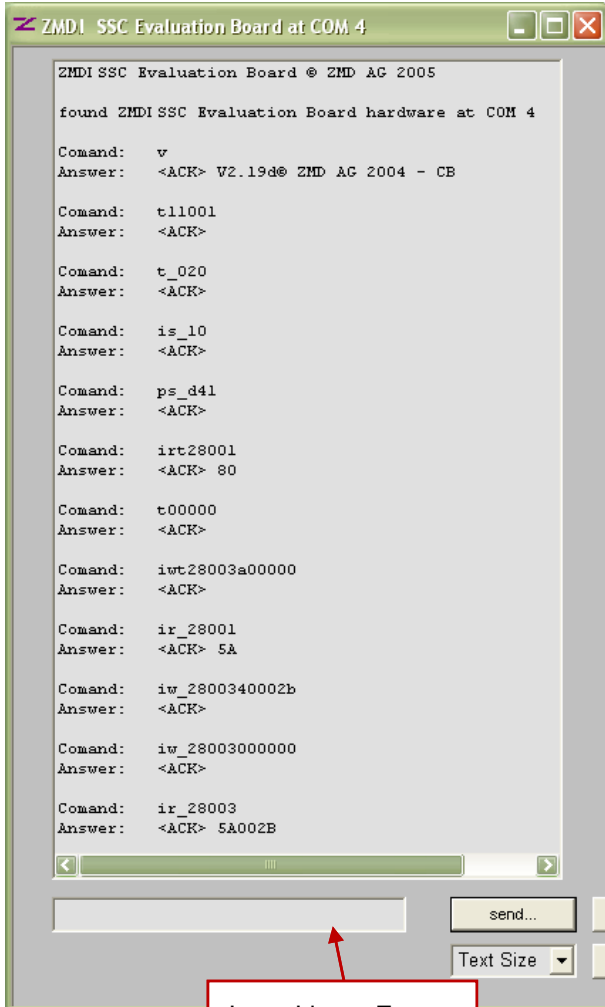 ZMDI SSC Evaluation Board at COM 4
ZMDI SSC Evaluation Board © ZMD AG 2005
found ZMDI SSC Evaluation Board hardware at COM 4
Comand: v
Answer: <ACK> V2.19d© ZMD AG 2004 - CB
Comand: t11001
Answer: <ACK>
Comand: t_020
Answer: <ACK>
Comand: is_10
Answer: <ACK>
Comand: ps_d41
Answer: <ACK>
Comand: irt28001
Answer: <ACK> 80
Comand: t00000
Answer: <ACK>
Comand: iwt28003a00000
Answer: <ACK>
Comand: ir_28001
Answer: <ACK> 5A
Comand: iw_2800340002b
Answer: <ACK>
Comand: iw_28003000000
Answer: <ACK>
Comand: ir_28003
Answer: <ACK> 5A002B
send...
Text Size